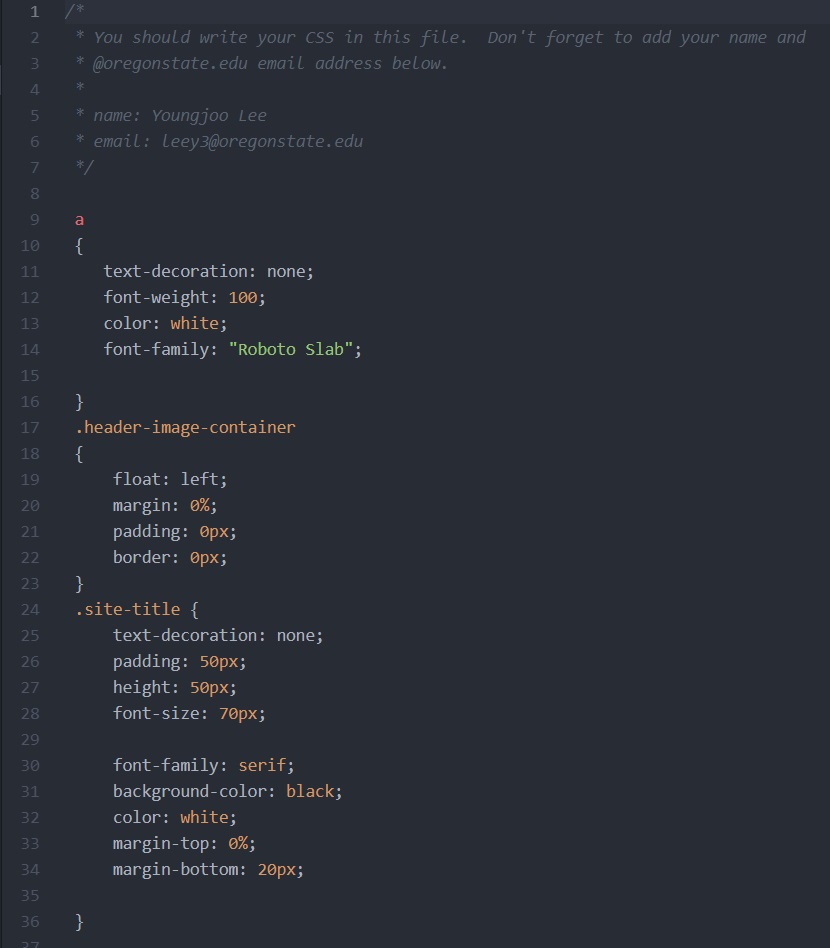 1 /*
2 * You should write your CSS in this file.  Don't forget to add your name and
3 * @oregonstate.edu email address below.
4 *
5 * name: Youngjoo Lee
6 * email: leey3@oregonstate.edu
7 */
8
9 a
10 {
11 text-decoration: none;
12 font-weight: 100;
13 color: white;
14 font-family: "Roboto Slab";
15
16 }
17 .header-image-container
18 {
19 float: left;
20 margin: 0%;
21 padding: 0px;
22 border: 0px;
23 }
24 .site-title {
25 text-decoration: none;
26 padding: 50px;
27 height: 50px;
28 font-size: 70px;
29
30 font-family: serif;
31 background-color: black;
32 color: white;
33 margin-top: 0%;
34 margin-bottom: 20px;
35
36 }
37